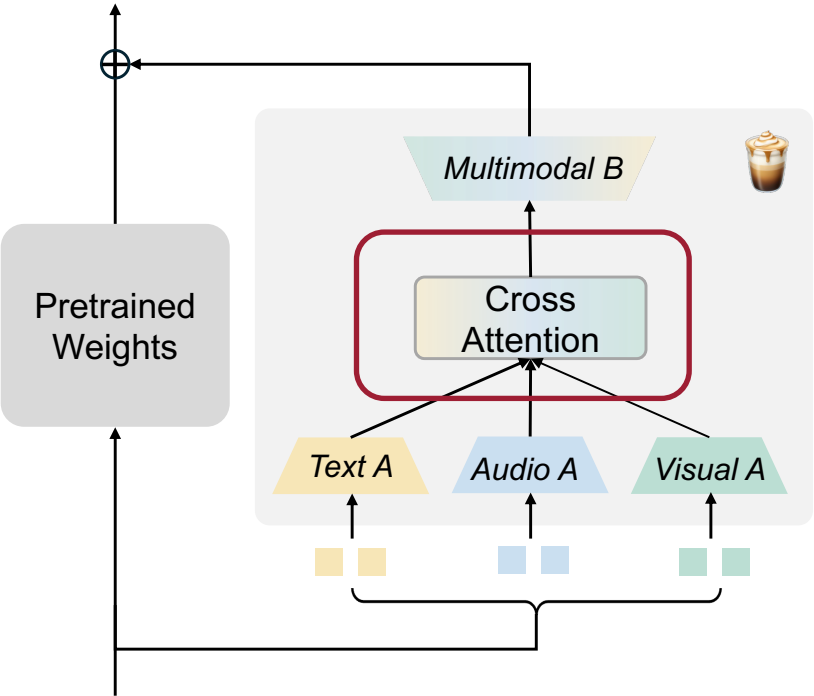 Multimodal B
Pretrained
Weights
Cross
Attention
Text A
Audio A
Visual A